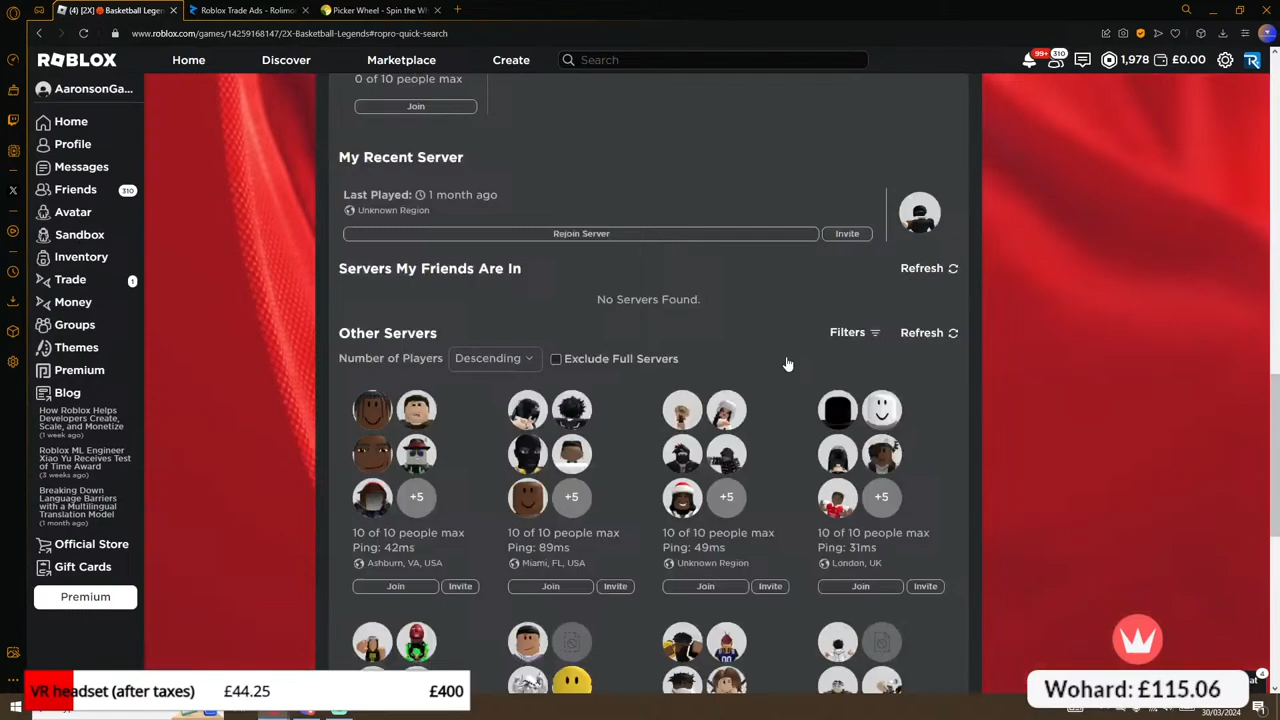 (4) [2X] Basketball Legen
Roblox Trade Ads - Rolimo
Picker Wheel - Spin the Wh
www.roblox.com/games/14259168147/2X-Basketball-Legends#ropro-quick-search
ROBLOX
Home
Discover
Marketplace
Create
Search
99+
310
1,978
£0.00
AaronsonGa...
Home
Profile
Messages
Friends
310
Avatar
Sandbox
Inventory
Trade
1
Money
Groups
Themes
Premium
Blog
How Roblox Helps
Developers Create,
Scale, and Monetize
(1 week ago)
Roblox ML Engineer
Xiao Yu Receives Test
of Time Award
(3 weeks ago)
Breaking Down
Language Barriers
with a Multilingual
Translation Model
(1 month ago)
Official Store
Gift Cards
Premium
0 of 10 people max
Join
My Recent Server
Last Played: 1 month ago
Unknown Region
Rejoin Server
Invite
Servers My Friends Are In
Refresh
No Servers Found.
Other Servers
Filters
Refresh
Number of Players
Descending
Exclude Full Servers
+5
+5
+5
+5
10 of 10 people max
Ping: 42ms
Ashburn, VA, USA
Join
Invite
10 of 10 people max
Ping: 89ms
Miami, FL, USA
Join
Invite
10 of 10 people max
Ping: 49ms
Unknown Region
Join
Invite
10 of 10 people max
Ping: 31ms
London, UK
Join
Invite
VR headset (after taxes)
£44.25
£400
Wohard: £115.06
4
30/03/2024